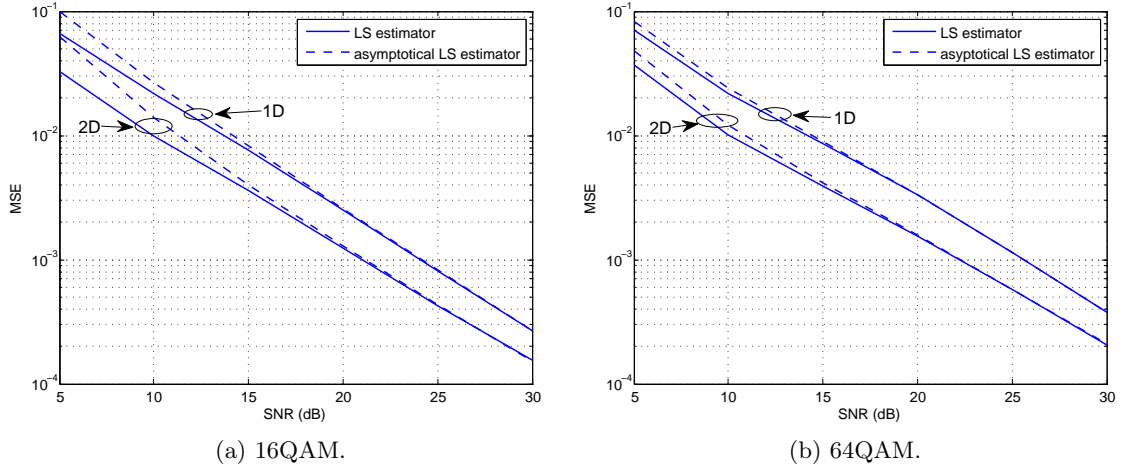 10⁻¹
10⁻²
10⁻³
10⁻⁴
MSE
LS estimator
asymptotical LS estimator
1D
2D
5 10 15 20 25 30
SNR (dB)
(a) 16QAM.
10⁻¹
10⁻²
10⁻³
10⁻⁴
MSE
LS estimator
asyptotical LS estimator
1D
2D
5 10 15 20 25 30
SNR (dB)
(b) 64QAM.